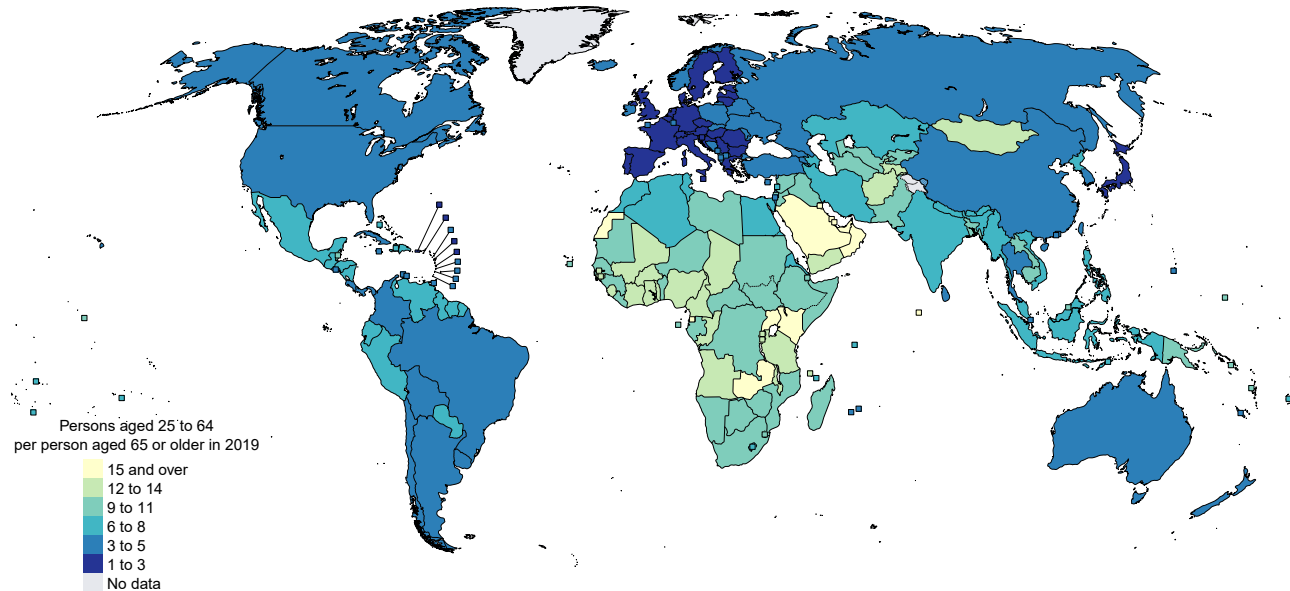 Persons aged 25 to 64
per person aged 65 or older in 2019
15 and over
12 to 14
9 to 11
6 to 8
3 to 5
1 to 3
No data